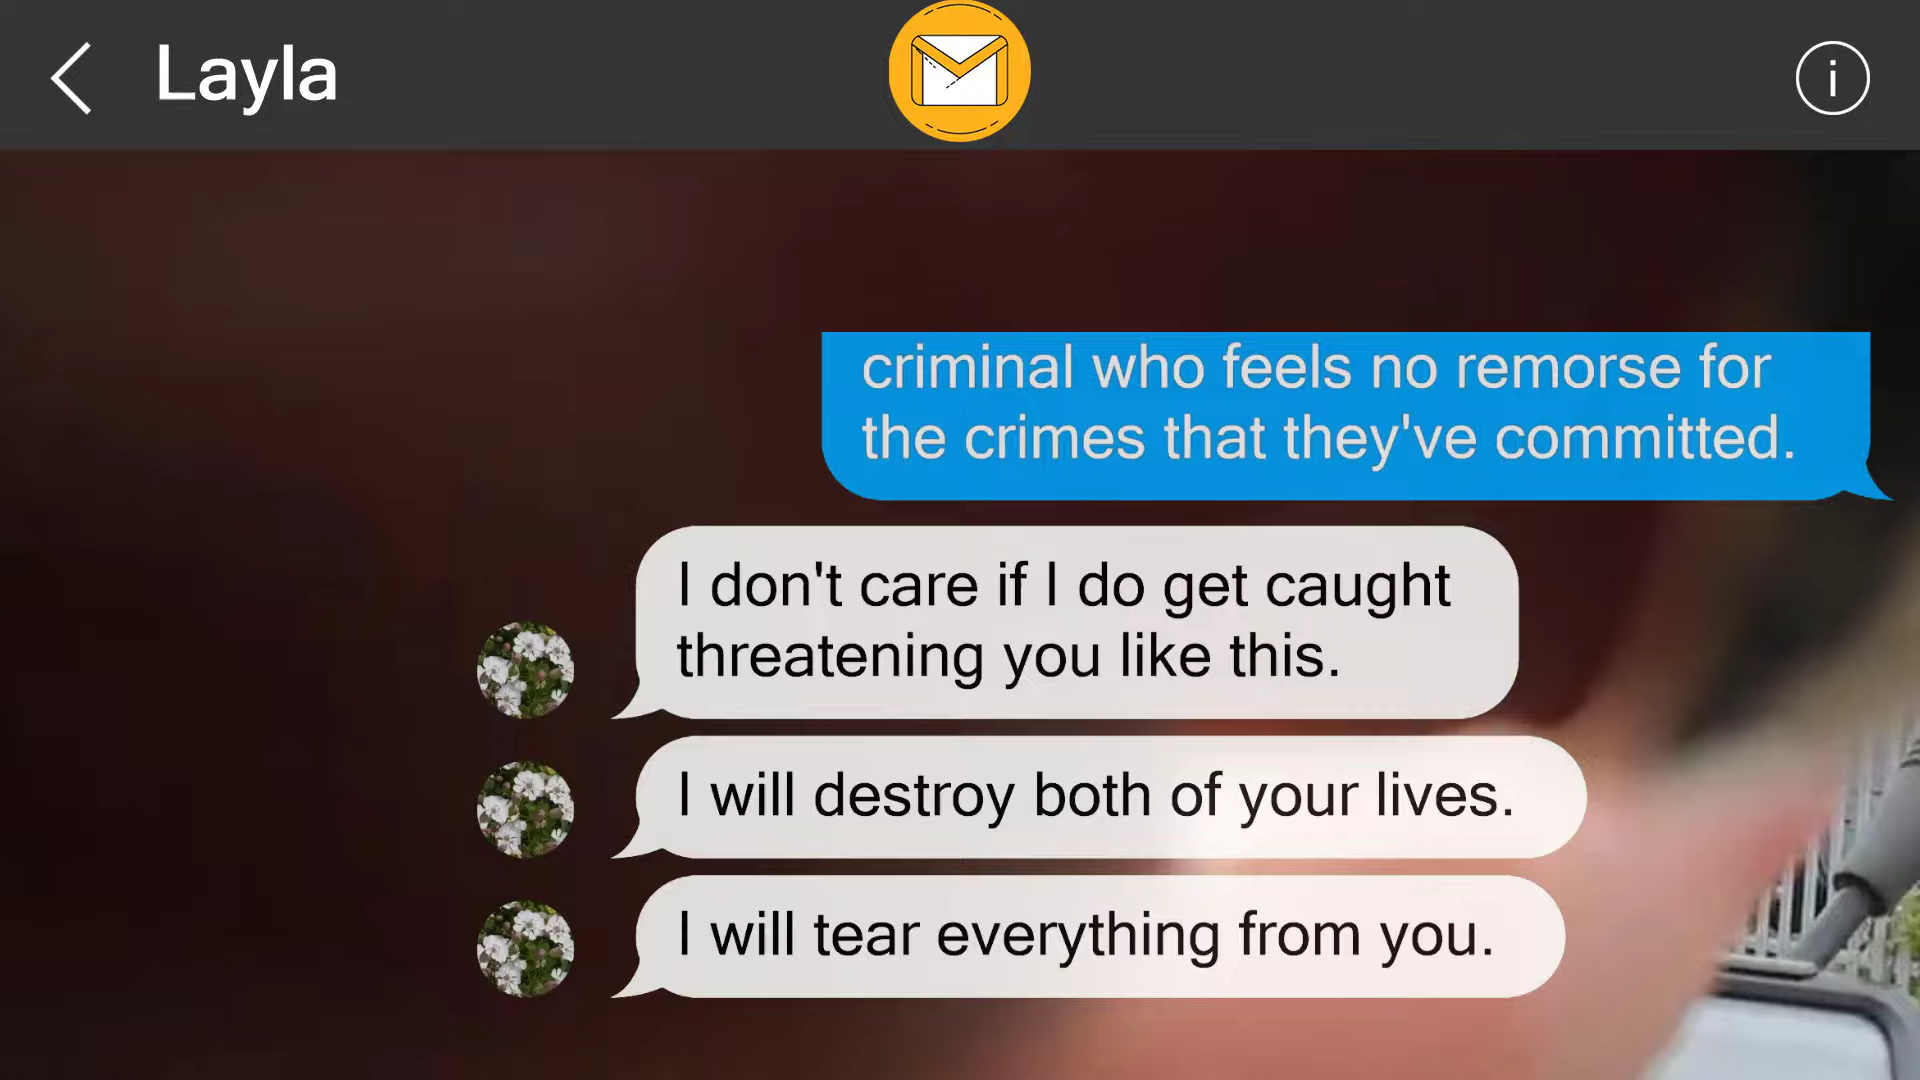 Layla
criminal who feels no remorse for
the crimes that they've committed.
I don't care if I do get caught
threatening you like this.
I will destroy both of your lives.
I will tear everything from you.